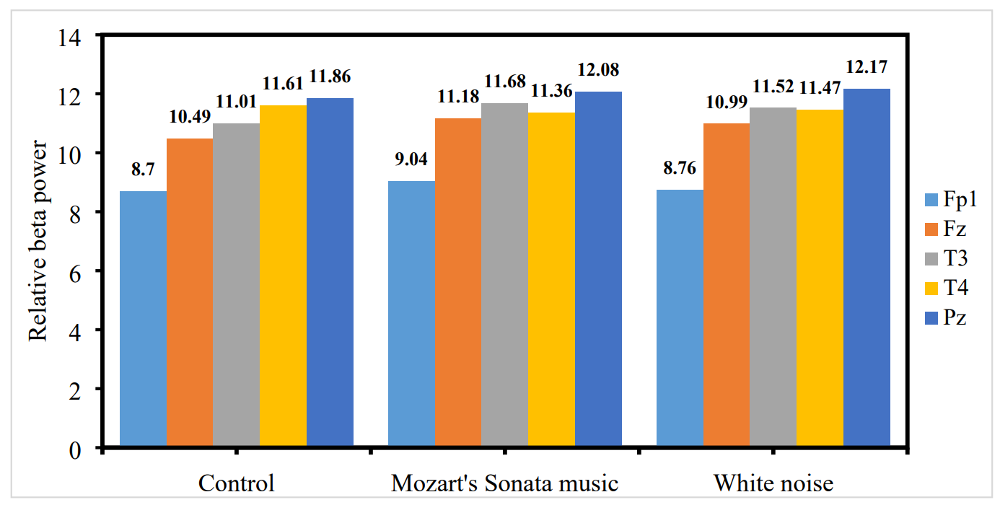 14
12
10
8
6
4
2
0
Relative beta power
8.7
10.49
11.01
11.61
11.86
9.04
11.18
11.68
11.36
12.08
8.76
10.99
11.52
11.47
12.17
Control
Mozart's Sonata music
White noise
Fp1
Fz
T3
T4
Pz